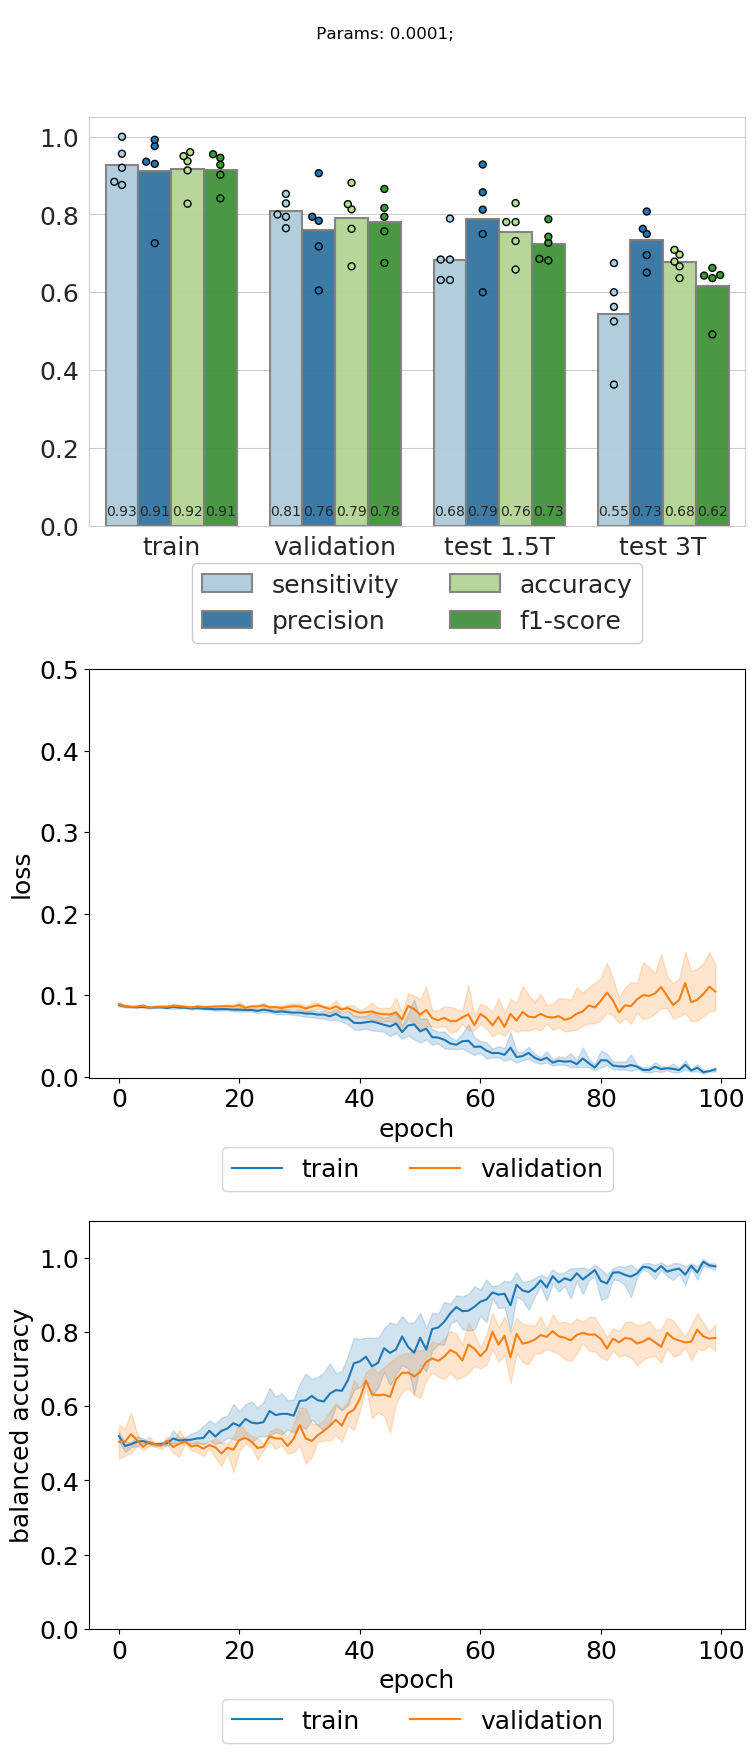 Params: 0.0001;
1.0
0.8
0.6
0.4
0.2
0.0
0.93 0.91 0.92 0.91 0.81 0.76 0.79 0.78 0.68 0.79 0.76 0.73 0.55 0.73 0.68 0.62
train validation test 1.5T test 3T
sensitivity accuracy
precision f1-score
0.5
0.4
0.3
0.2
0.1
0.0
loss
0 20 40 60 80 100
epoch
train validation
1.0
0.8
0.6
0.4
0.2
0.0
balanced accuracy
0 20 40 60 80 100
epoch
train validation